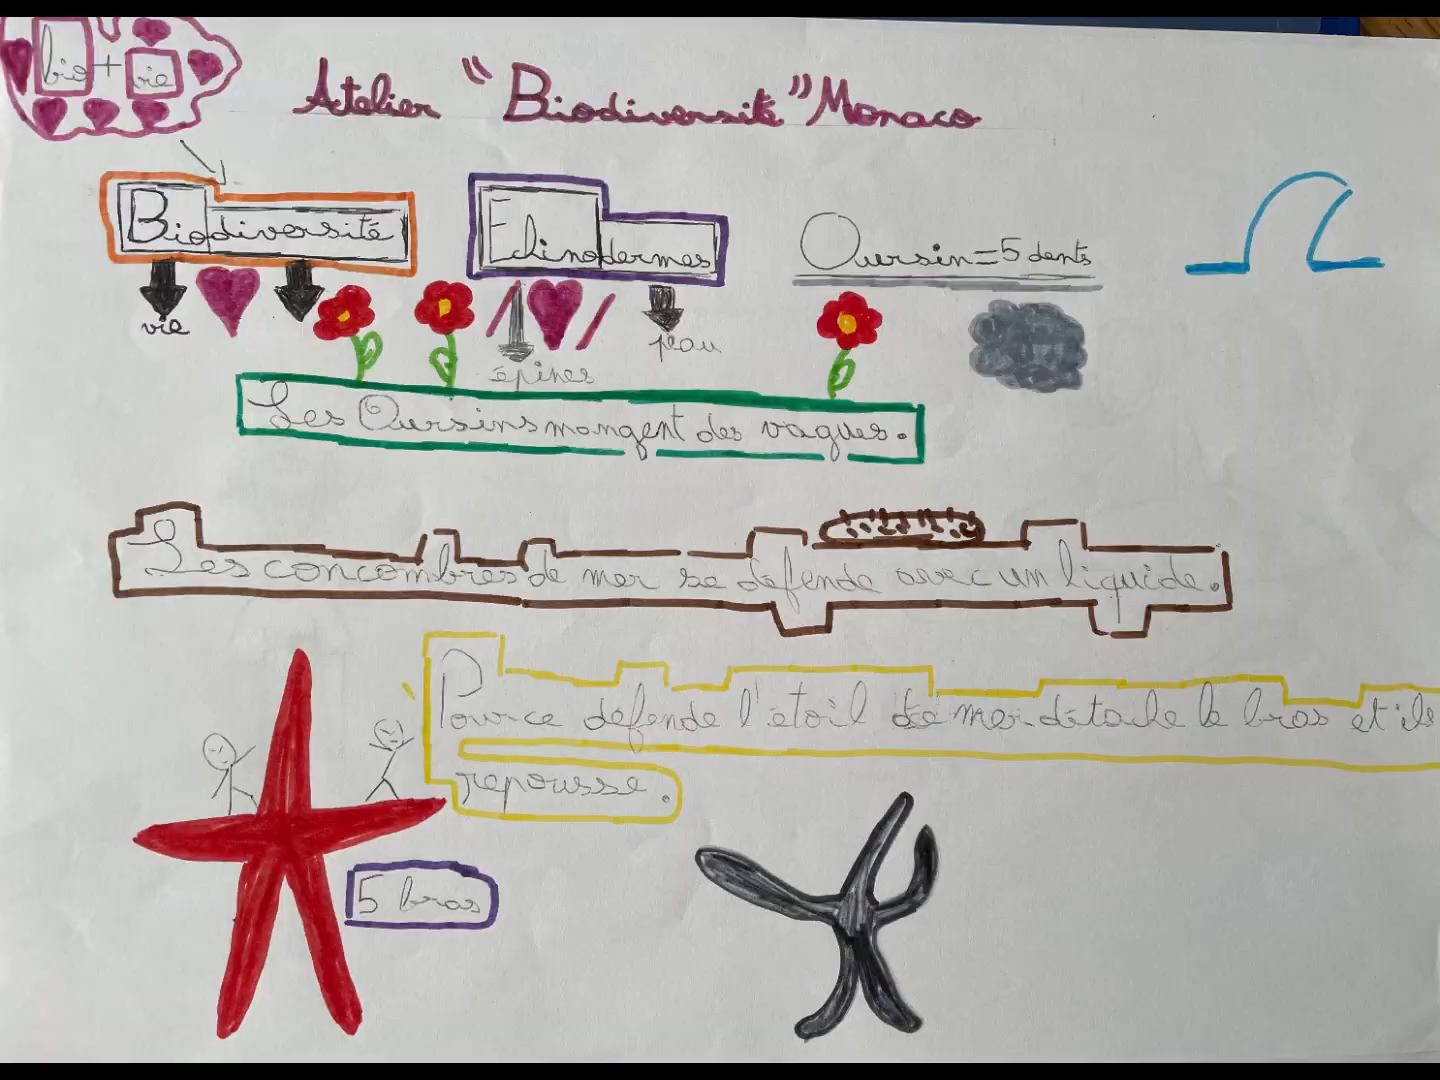 bio + vie
Atelier "Biodiversité" Monaco
Biodiversité
Echinodermes
Oursin=5 dents
vie
épines
peau
Les Oursins mangent des vagues.
Les concombres de mer se défende avec un liquide.
Pour ce défende l'étoil de mer détache le bras et ils
repousse.
5 bras